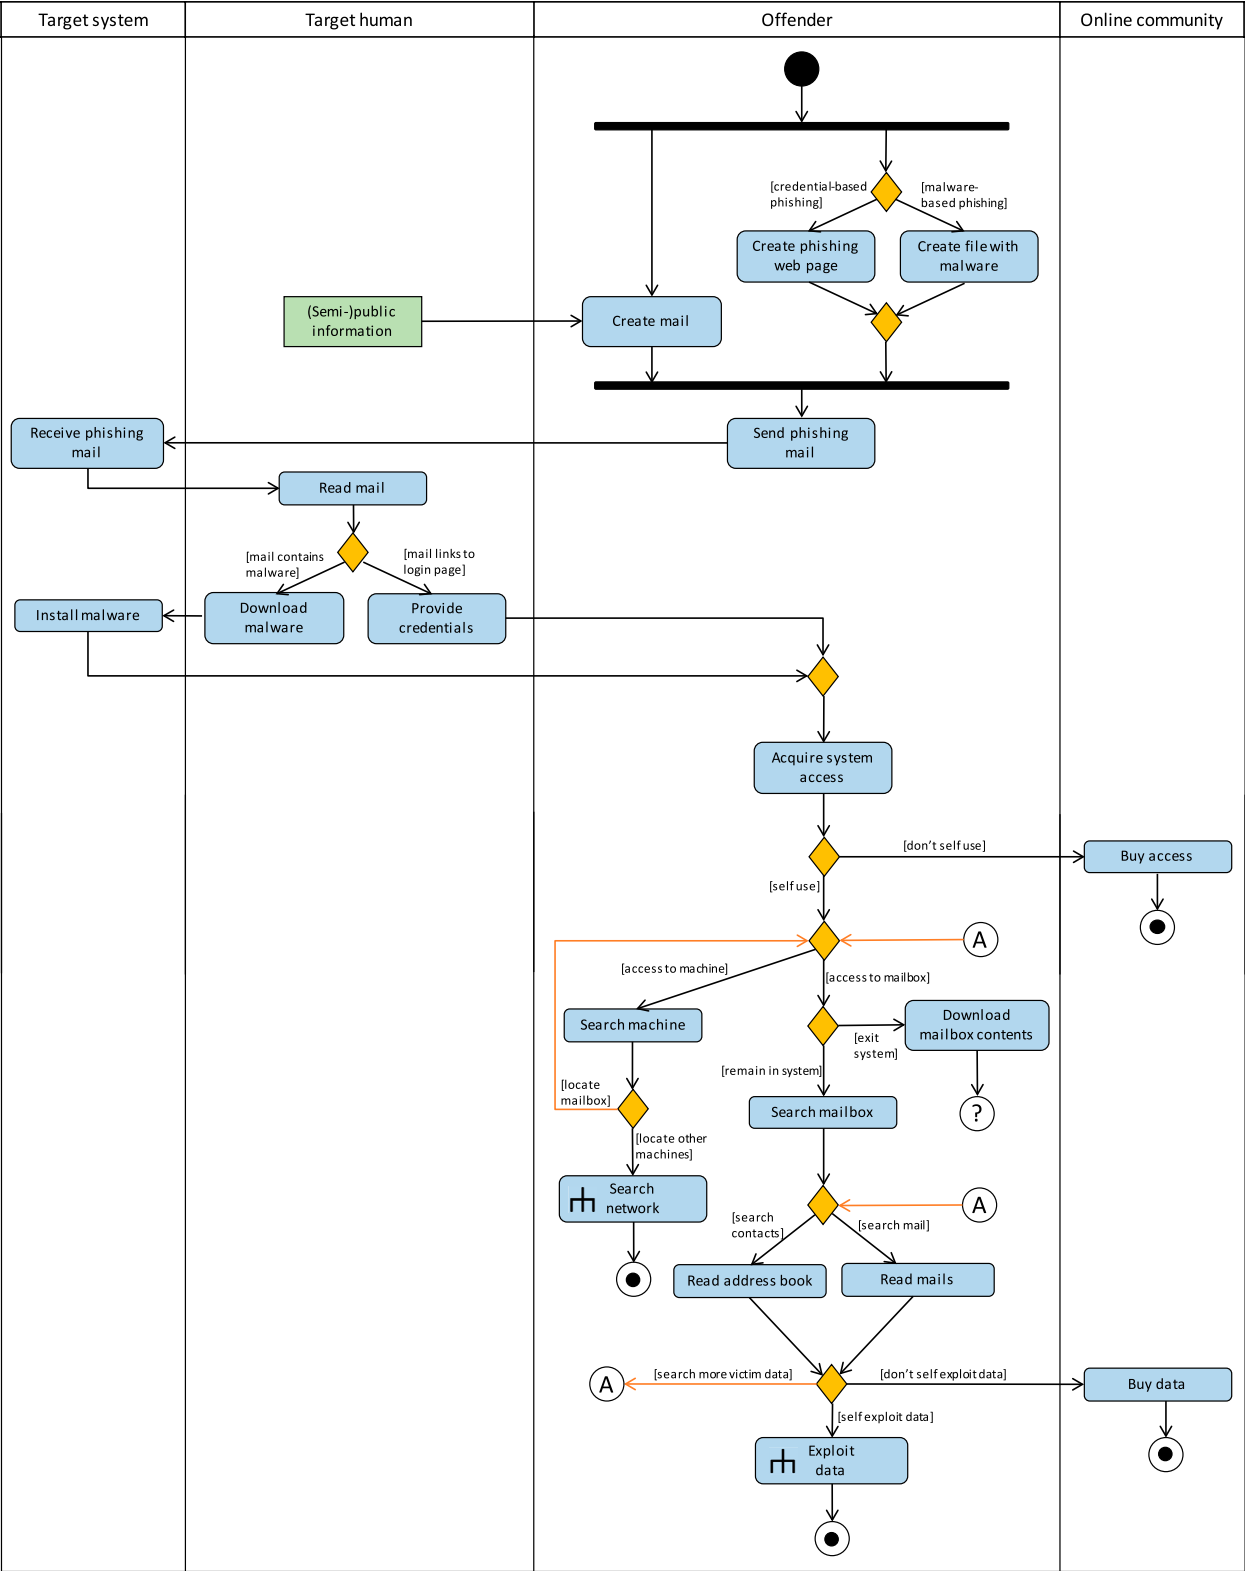 Target system
Target human
Offender
Online community
[credential-based
phishing]
[malware-
based phishing]
Create phishing
web page
Create file with
malware
(Semi-)public
information
Create mail
Receive phishing
mail
Send phishing
mail
Read mail
[mail contains
malware]
[mail links to
login page]
Install malware
Download
malware
Provide
credentials
Acquire system
access
[don’t self use]
Buy access
[self use]
A
[access to machine]
[access to mailbox]
Search machine
Download
mailbox contents
[exit
system]
[remain in system]
[locate
mailbox]
Search mailbox
?
[locate other
machines]
Search
network
A
[search
contacts]
[search mail]
Read address book
Read mails
A
[search more victim data]
[don’t self exploit data]
Buy data
[self exploit data]
Exploit
data